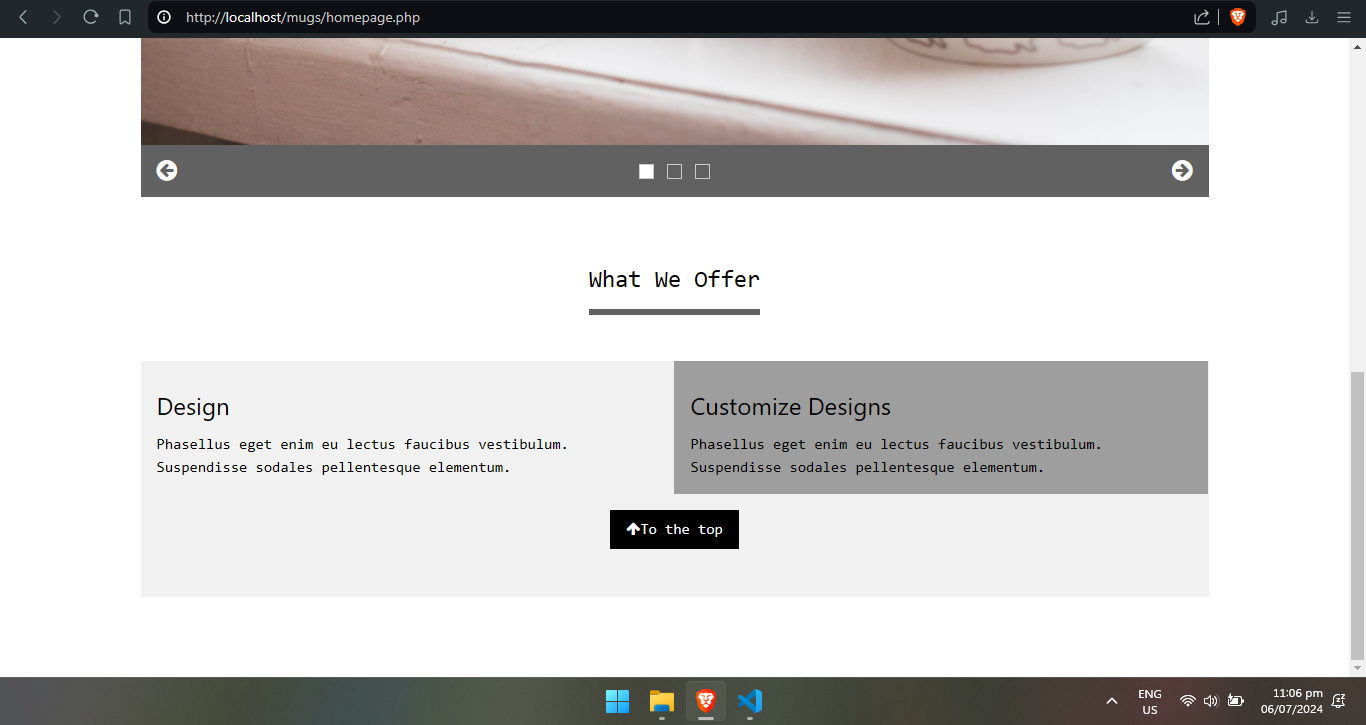 http://localhost/mugs/homepage.php
What We Offer
Design
Phasellus eget enim eu lectus faucibus vestibulum.
Suspendisse sodales pellentesque elementum.
Customize Designs
Phasellus eget enim eu lectus faucibus vestibulum.
Suspendisse sodales pellentesque elementum.
To the top
ENG
US
11:06 pm
06/07/2024